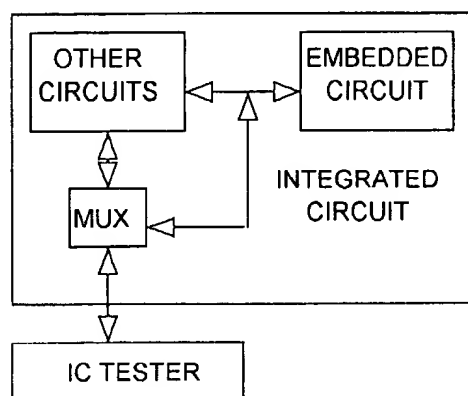 OTHER
CIRCUITS
EMBEDDED
CIRCUIT
INTEGRATED
CIRCUIT
MUX
IC TESTER